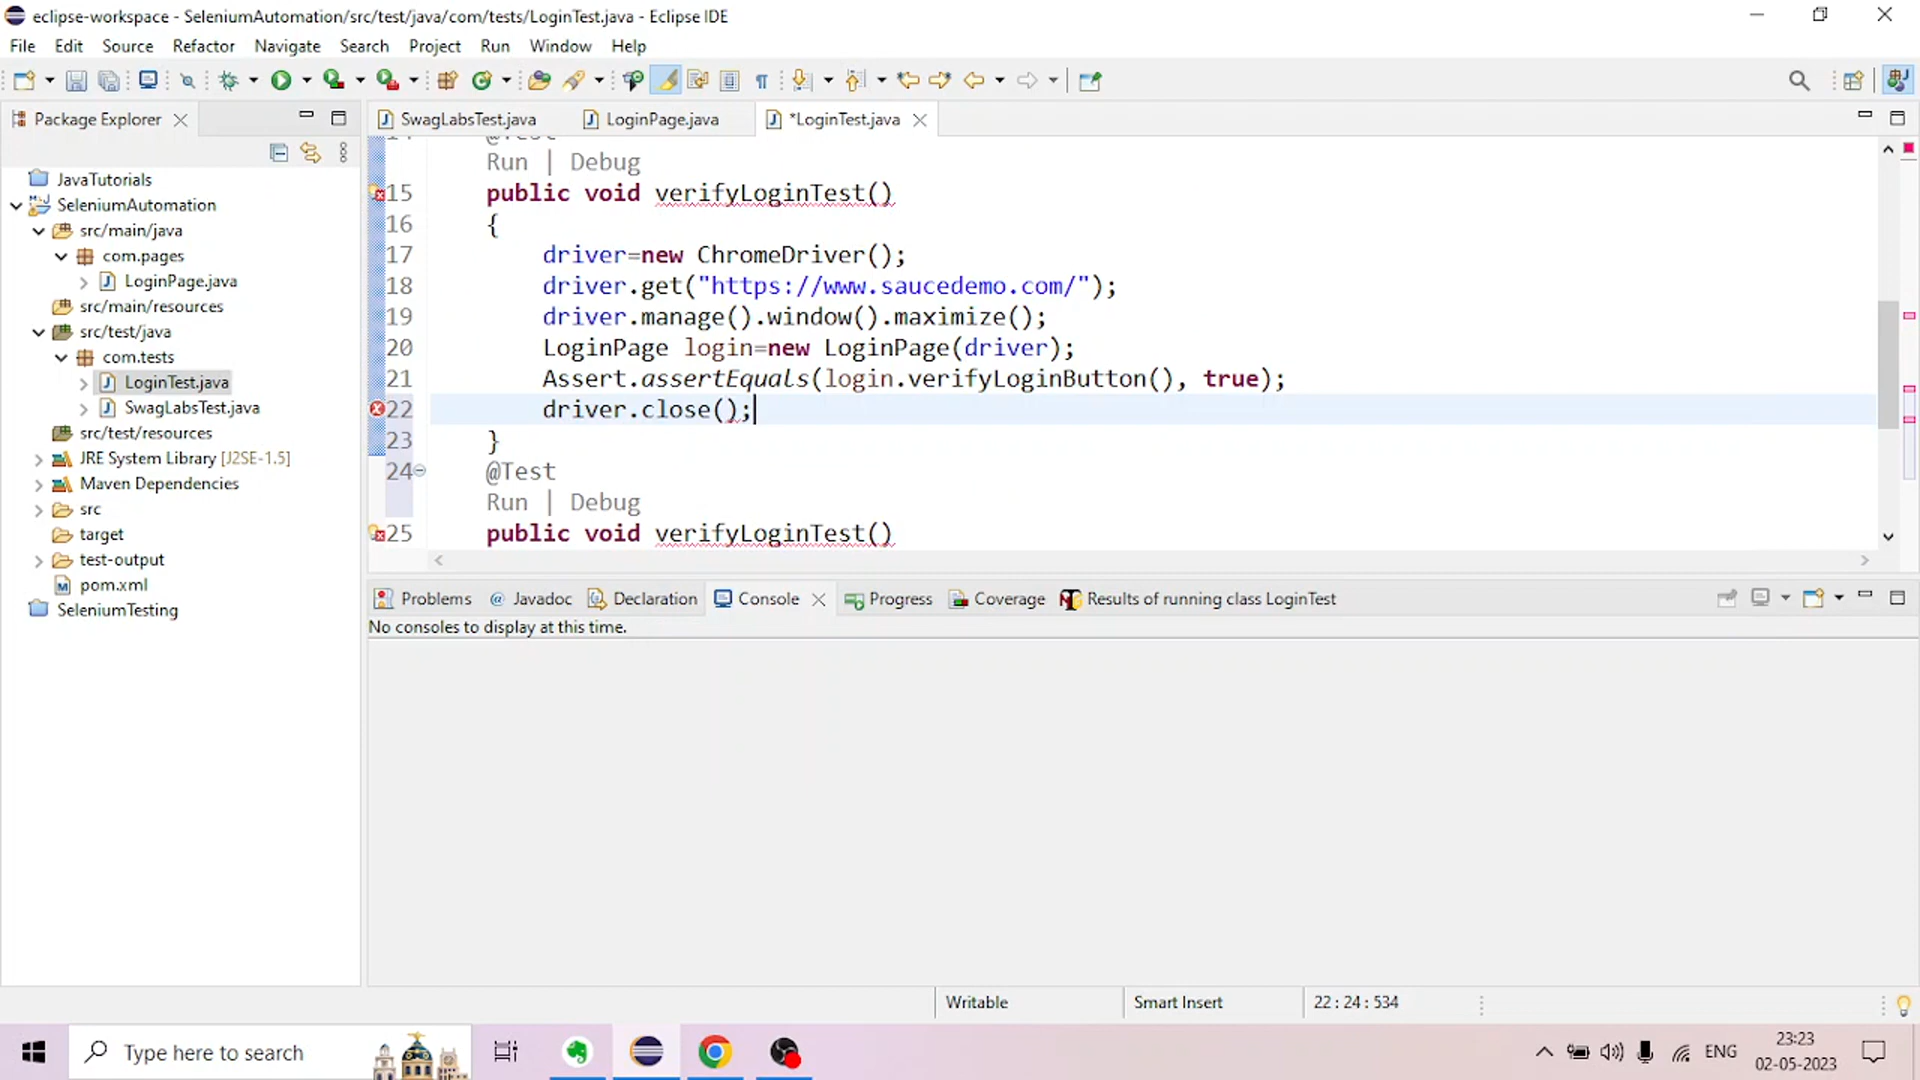 eclipse-workspace - SeleniumAutomation/src/test/java/com/tests/LoginTest.java - Eclipse IDE
File Edit Source Refactor Navigate Search Project Run Window Help
Package Explorer
SwagLabsTest.java LoginPage.java *LoginTest.java
JavaTutorials
SeleniumAutomation
src/main/java
com.pages
LoginPage.java
src/main/resources
src/test/java
com.tests
LoginTest.java
SwagLabsTest.java
src/test/resources
JRE System Library [J2SE-1.5]
Maven Dependencies
src
target
test-output
pom.xml
SeleniumTesting
Run | Debug
15 public void verifyLoginTest()
16 {
17 driver=new ChromeDriver();
18 driver.get("https://www.saucedemo.com/");
19 driver.manage().window().maximize();
20 LoginPage login=new LoginPage(driver);
21 Assert.assertEquals(login.verifyLoginButton(), true);
22 driver.close();
23 }
24 @Test
Run | Debug
25 public void verifyLoginTest()
Problems @ Javadoc Declaration Console Progress Coverage Results of running class LoginTest
No consoles to display at this time.
Writable Smart Insert 22 : 24 : 534
Type here to search ENG 23:23
02-05-2023